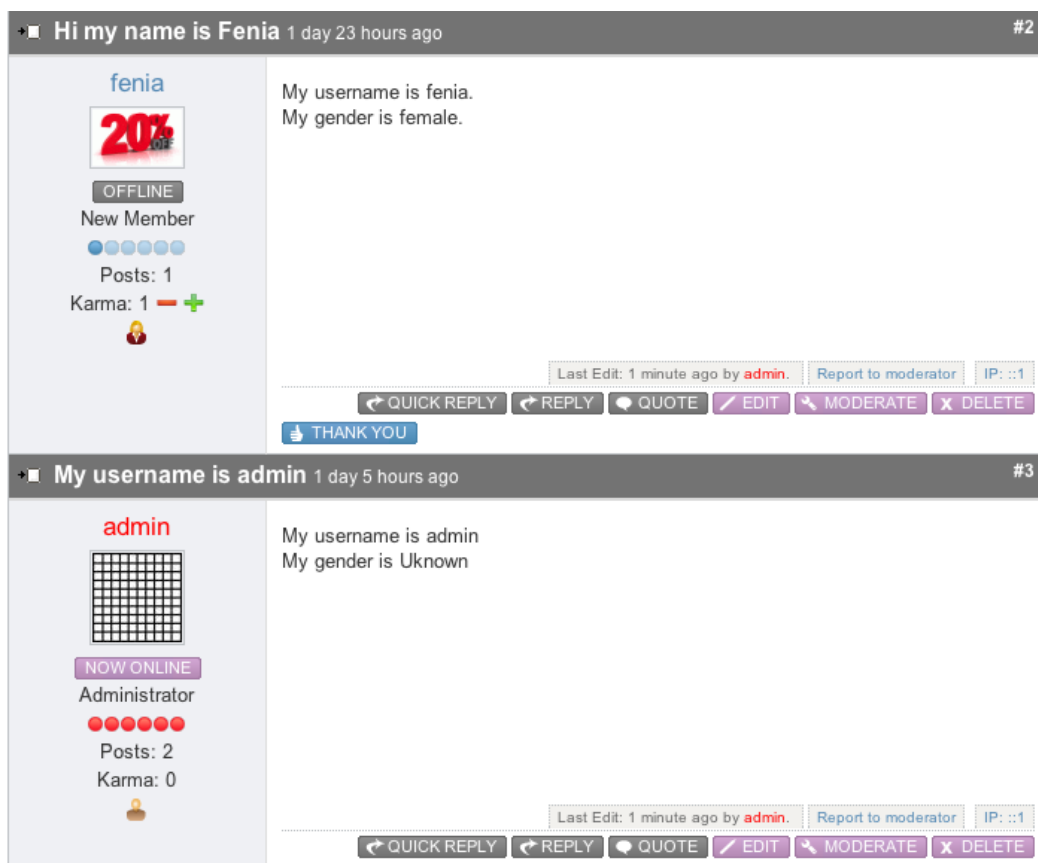 Hi my name is Fenia 1 day 23 hours ago #2
fenia
20% OFF
OFFLINE
New Member
Posts: 1
Karma: 1
My username is fenia.
My gender is female.
Last Edit: 1 minute ago by admin. Report to moderator IP: ::1
QUICK REPLY REPLY QUOTE EDIT MODERATE X DELETE
THANK YOU
My username is admin 1 day 5 hours ago #3
admin
NOW ONLINE
Administrator
Posts: 2
Karma: 0
My username is admin
My gender is Uknown
Last Edit: 1 minute ago by admin. Report to moderator IP: ::1
QUICK REPLY REPLY QUOTE EDIT MODERATE X DELETE